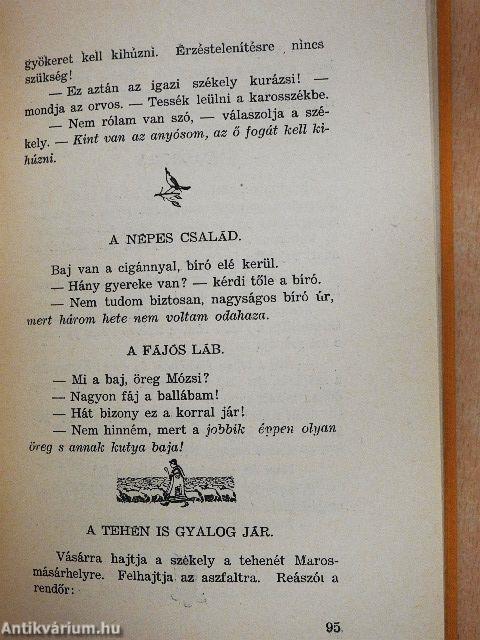 gyökeret kell kihúzni. Érzéstelenítésre nincs
szükség!
— Ez aztán az igazi székely kurázsi! —
mondja az orvos. — Tessék leülni a karosszékbe.
— Nem rólam van szó, — válaszolja a szé-
kely. — Kint van az anyósom, az ő fogát kell ki-
húzni.
A NÉPES CSALÁD.
Baj van a cigánnyal, bíró elé kerül.
— Hány gyereke van? — kérdi tőle a bíró.
— Nem tudom biztosan, nagyságos bíró úr,
mert három hete nem voltam odahaza.
A FÁJÓS LÁB.
— Mi a baj, öreg Mózsi?
— Nagyon fáj a ballábam!
— Hát bizony ez a korral jár!
— Nem hinném, mert a jobbik éppen olyan
öreg s annak kutya baja!
A TEHÉN IS GYALOG JÁR.
Vásárra hajtja a székely a tehenét Maros-
másárhelyre. Felhajtja az aszfaltra. Reászól a
rendőr:
95
Antikvárium.hu